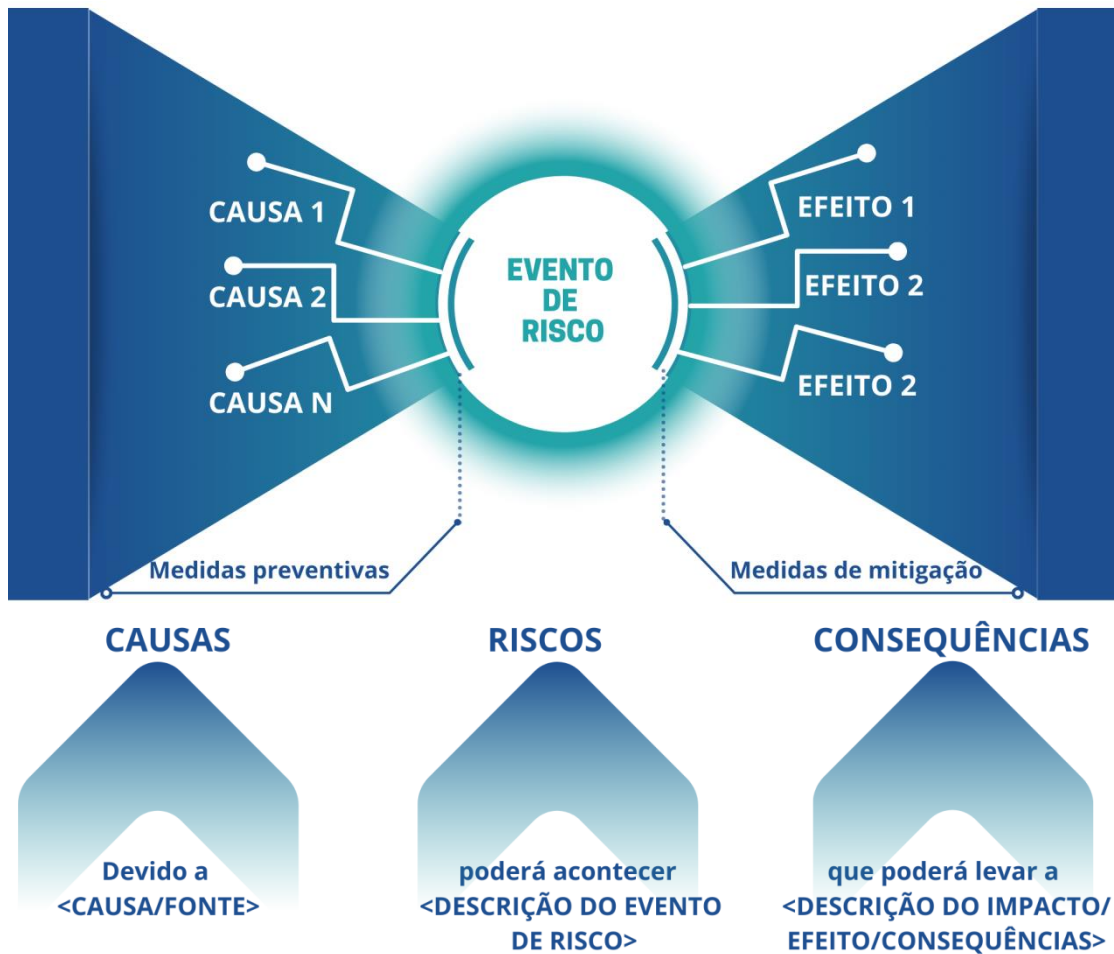 CAUSA 1
CAUSA 2
CAUSA N
EVENTO
DE
RISCO
EFEITO 1
EFEITO 2
EFEITO 2
Medidas preventivas
Medidas de mitigação
CAUSAS
RISCOS
CONSEQUÊNCIAS
Devido a
<CAUSA/FONTE>
poderá acontecer
<DESCRIÇÃO DO EVENTO
DE RISCO>
que poderá levar a
<DESCRIÇÃO DO IMPACTO/
EFEITO/CONSEQUÊNCIAS>